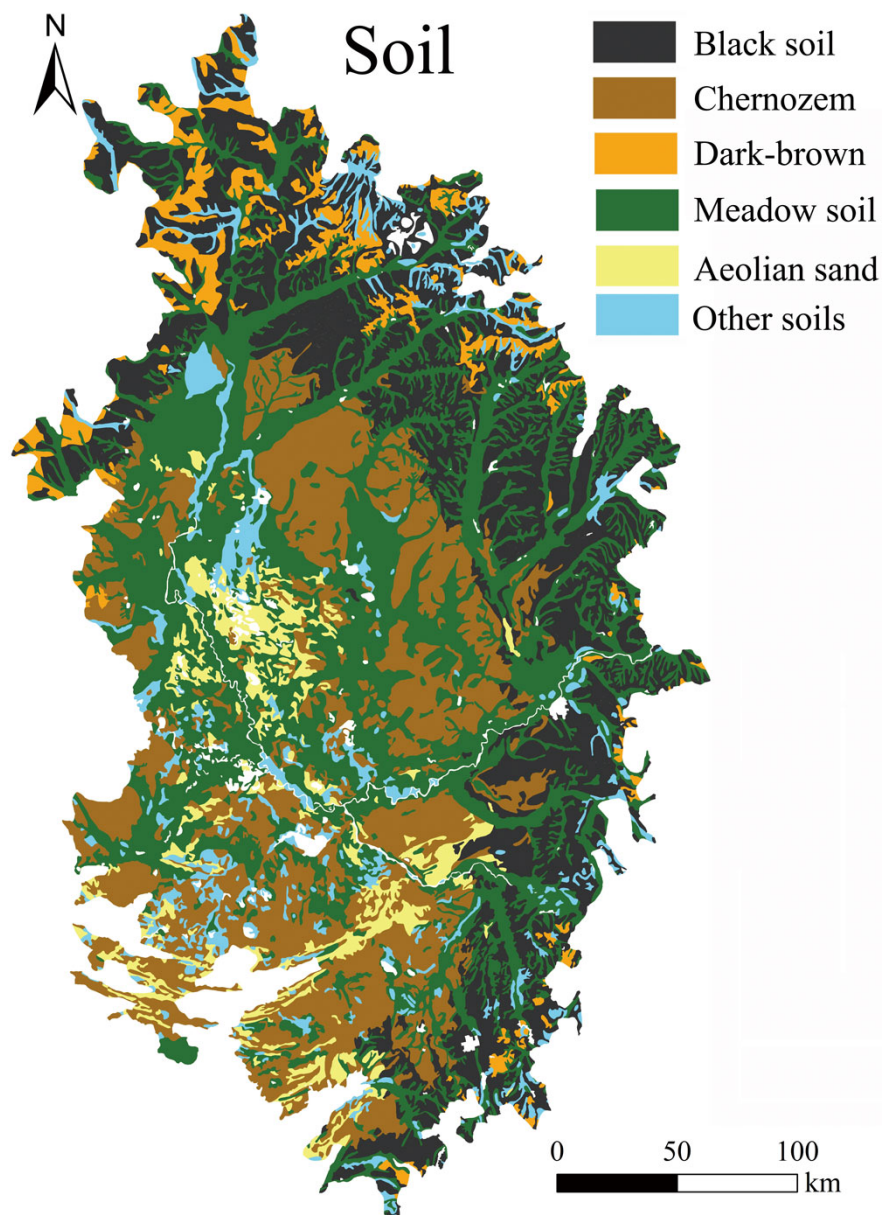 N
Soil
Black soil
Chernozem
Dark-brown
Meadow soil
Aeolian sand
Other soils
0 50 100
km